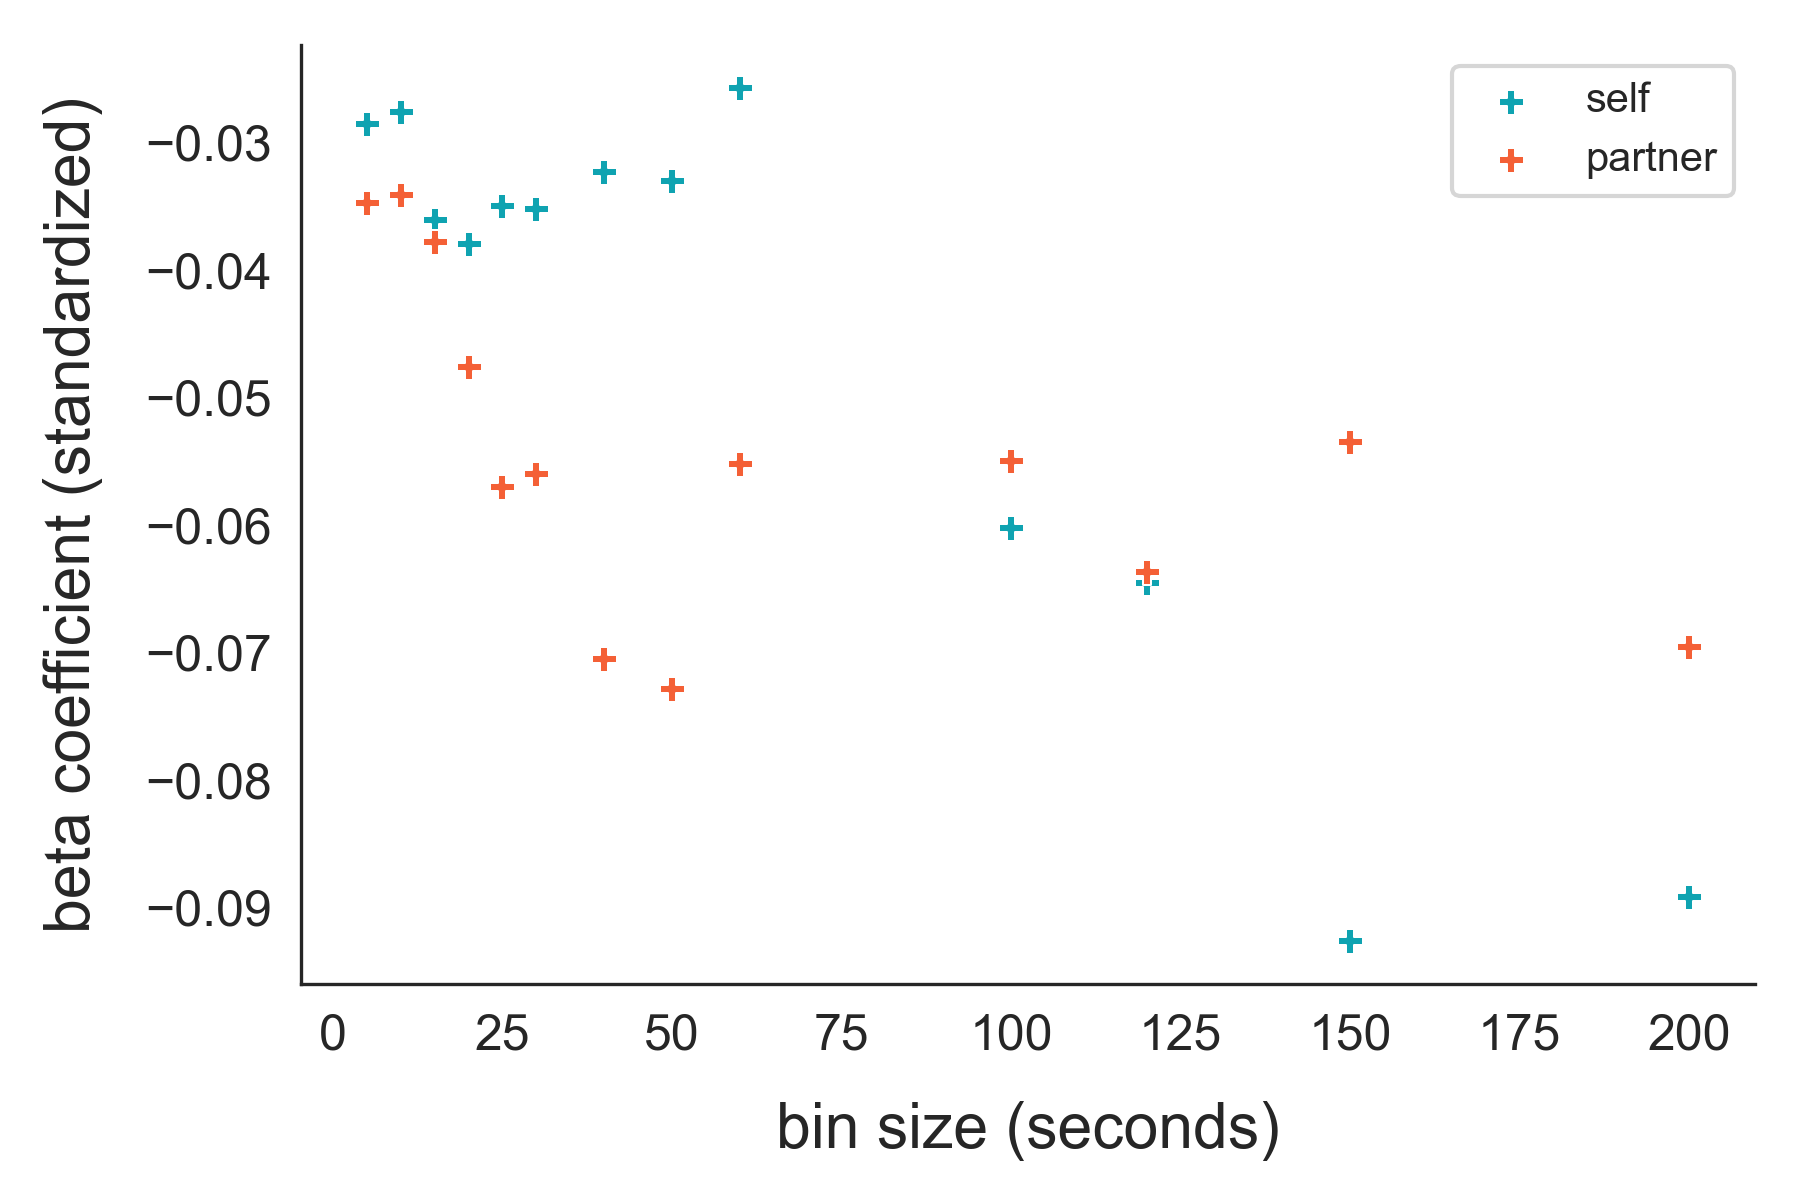 self
partner
beta coefficient (standardized)
−0.03
−0.04
−0.05
−0.06
−0.07
−0.08
−0.09
0 25 50 75 100 125 150 175 200
bin size (seconds)